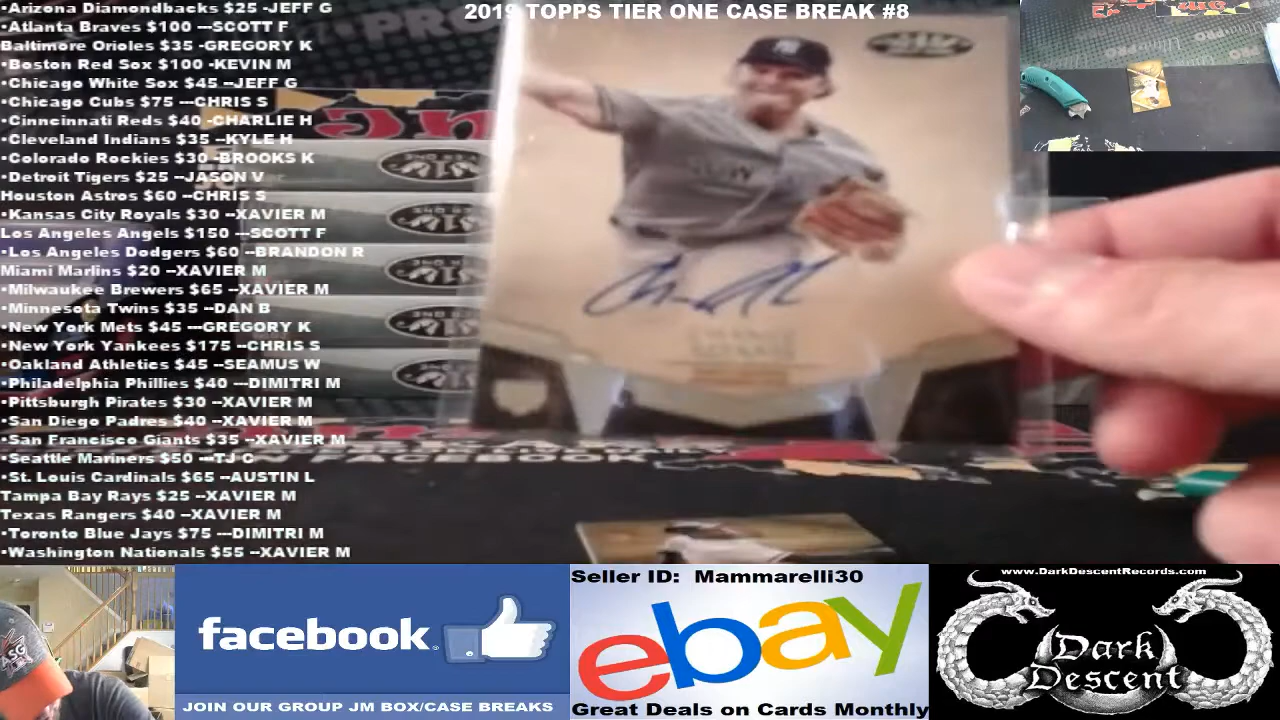 2019 TOPPS TIER ONE CASE BREAK #8
•Arizona Diamondbacks $25 -JEFF G
•Atlanta Braves $100 ---SCOTT F
Baltimore Orioles $35 -GREGORY K
•Boston Red Sox $100 -KEVIN M
•Chicago White Sox $45 --JEFF G
•Chicago Cubs $75 ---CHRIS S
•Cinncinnati Reds $40 -CHARLIE H
•Cleveland Indians $35 --KYLE H
•Colorado Rockies $30 -BROOKS K
•Detroit Tigers $25 --JASON V
Houston Astros $60 --CHRIS S
•Kansas City Royals $30 --XAVIER M
Los Angeles Angels $150 ---SCOTT F
•Los Angeles Dodgers $60 --BRANDON R
Miami Marlins $20 --XAVIER M
•Milwaukee Brewers $65 --XAVIER M
•Minnesota Twins $35 --DAN B
•New York Mets $45 ---GREGORY K
•New York Yankees $175 --CHRIS S
•Oakland Athletics $45 --SEAMUS W
•Philadelphia Phillies $40 ---DIMITRI M
•Pittsburgh Pirates $30 --XAVIER M
•San Diego Padres $40 --XAVIER M
•San Francisco Giants $35 --XAVIER M
•Seattle Mariners $50 ---TJ C
•St. Louis Cardinals $65 --AUSTIN L
Tampa Bay Rays $25 --XAVIER M
Texas Rangers $40 --XAVIER M
•Toronto Blue Jays $75 ---DIMITRI M
•Washington Nationals $55 --XAVIER M
FACEBOOK
facebook.
JOIN OUR GROUP JM BOX/CASE BREAKS
Seller ID: Mammarelli30
ebay
Great Deals on Cards Monthly
www.DarkDescentRecords.com
Dark
Descent